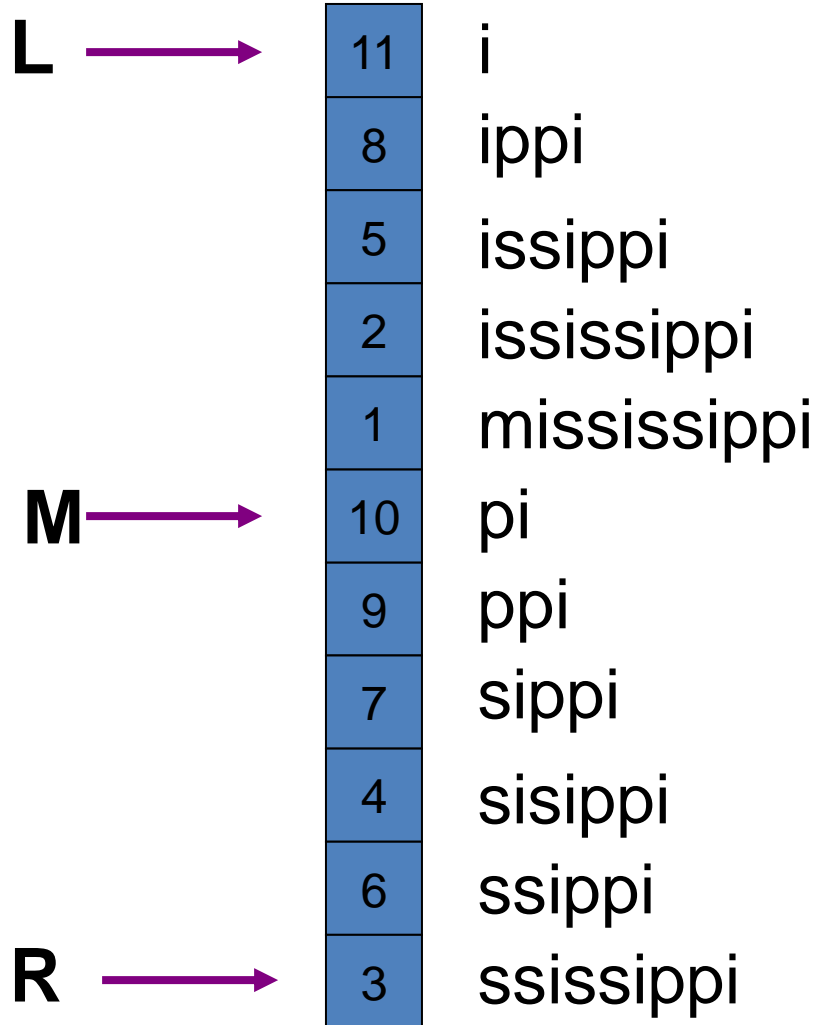 L 11 i
8 ippi
5 issippi
2 ississippi
1 mississippi
M 10 pi
9 ppi
7 sippi
4 sisippi
6 ssippi
R 3 ssissippi